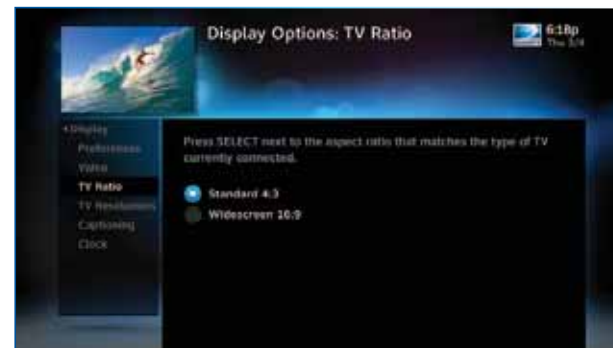 Display Options: TV Ratio
6:18p
Thu 3/4
Display
Preferences
Video
TV Ratio
TV Resolutions
Captioning
Clock
Press SELECT next to the aspect ratio that matches the type of TV
currently connected.
Standard 4:3
Widescreen 16:9